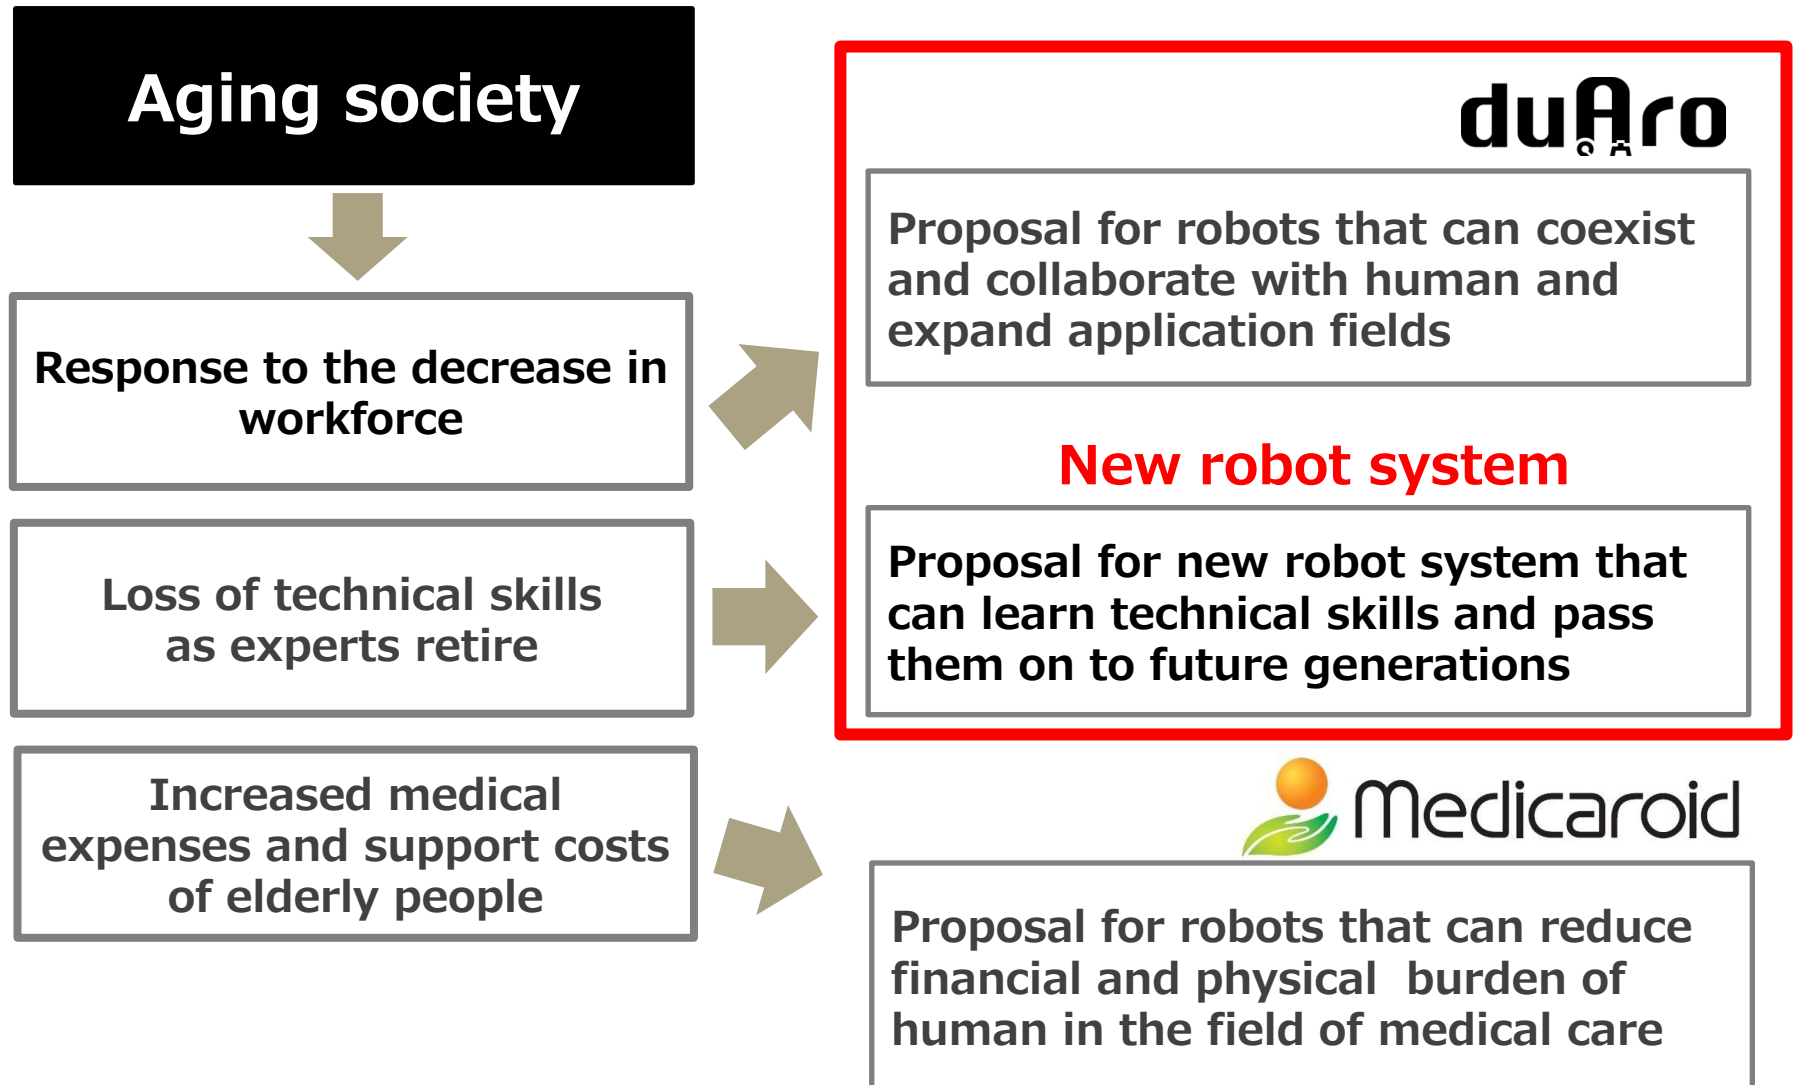 Aging society
Response to the decrease in
workforce
Loss of technical skills
as experts retire
Increased medical
expenses and support costs
of elderly people
duAro
Proposal for robots that can coexist
and collaborate with human and
expand application fields
New robot system
Proposal for new robot system that
can learn technical skills and pass
them on to future generations
Medicaroid
Proposal for robots that can reduce
financial and physical burden of
human in the field of medical care